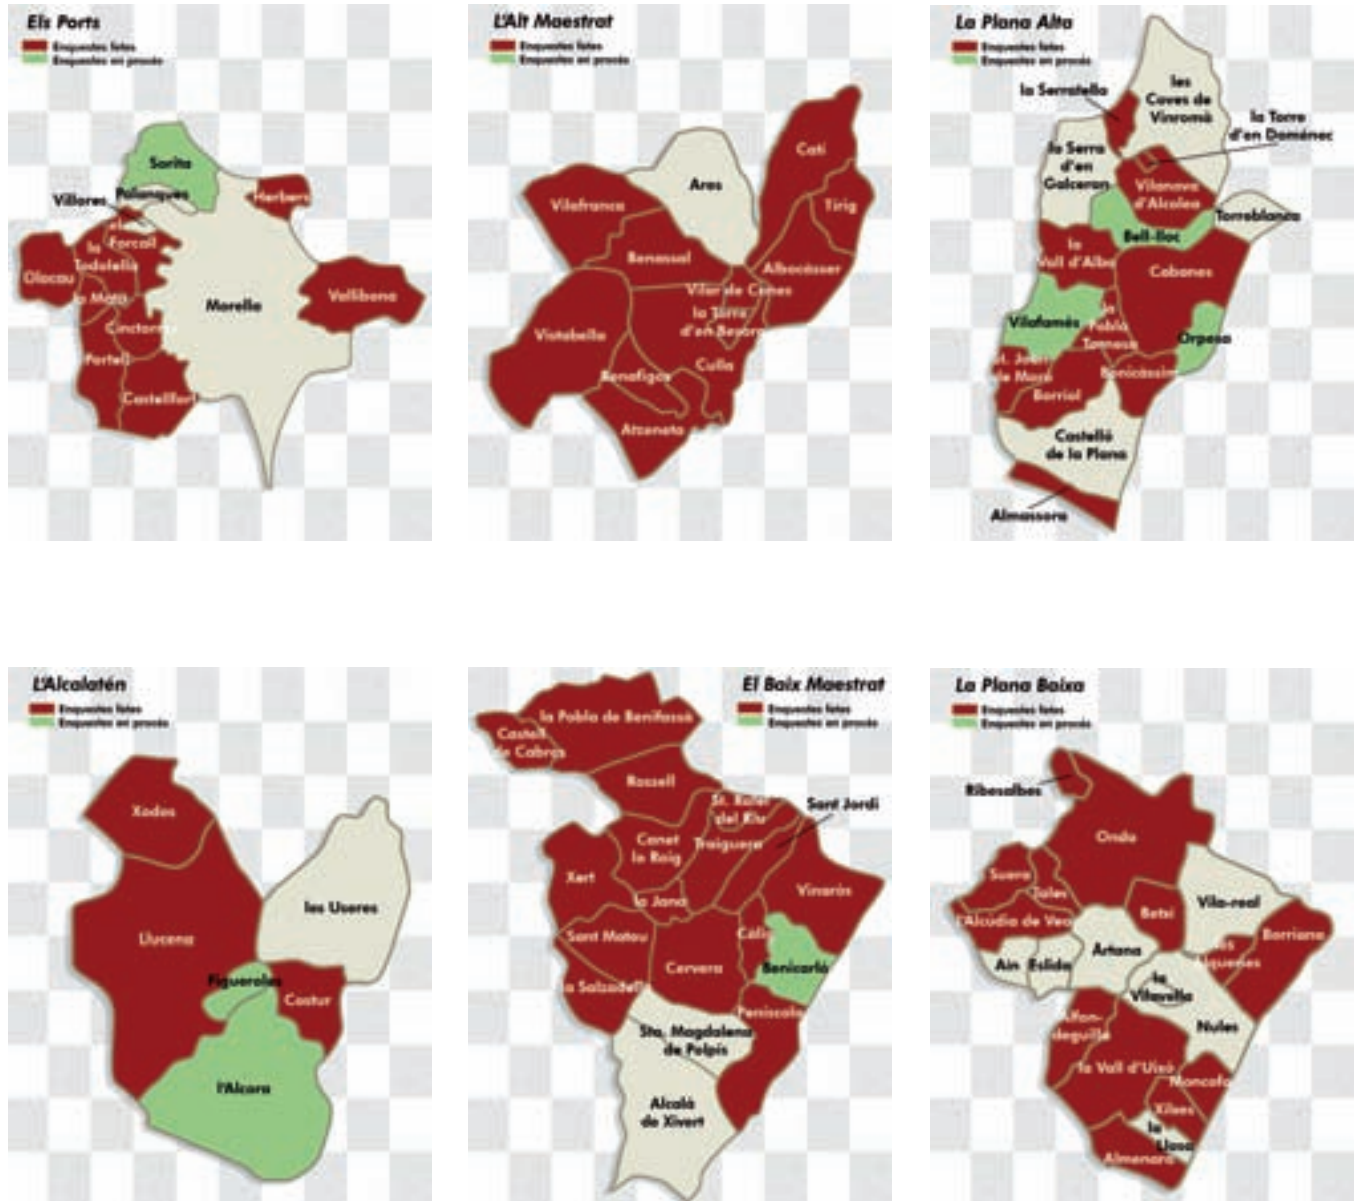 Els Ports
Enquestes fetes
Enquestes en procés
Sorita
Palanques
Villores
Herbers
el
Forcall
la
Todolella
Olocau
la Mata
Morella
Vallibona
Cinctorres
Portell
Castellfort
L'Alt Maestrat
Enquestes fetes
Enquestes en procés
Catí
Ares
Vilafranca
Tírig
Benassal
Albocàsser
Vilar de Canes
la Torre
d'en Besora
Vistabella
Culla
Benafigos
Atzeneta
La Plana Alta
Enquestes fetes
Enquestes en procés
la Serratella
les
Coves de
Vinromà
la Torre
d'en Doménec
la Serra
d'en
Galceran
Vilanova
d'Alcolea
Torreblanca
Bell-lloc
la
Vall d'Alba
Cabanes
Vilafamés
la
Pobla
Tornesa
Orpesa
St. Joan
de Moró
Benicàssim
Borriol
Castelló
de la Plana
Almassora
L'Alcalatén
Enquestes fetes
Enquestes en procés
Xodos
les Useres
Llucena
Figueroles
Costur
l'Alcora
El Baix Maestrat
Enquestes fetes
Enquestes en procés
la Pobla de Benifassà
Castell
de Cabres
Rossell
St. Rafel
del Riu
Sant Jordi
Canet
lo Roig
Traiguera
Xert
Vinaròs
la Jana
Sant Mateu
Càlig
Cervera
Benicarló
la Salzadella
Peníscola
Sta. Magdalena
de Polpís
Alcalà
de Xivert
La Plana Baixa
Enquestes fetes
Enquestes en procés
Ribesalbes
Onda
Suera
Tales
Vila-real
Betxí
l'Alcúdia de Veo
Borriana
Artana
les
Alqueries
Aín
Eslida
la
Vilavella
Nules
Alfon-
deguilla
la Vall d'Uixó
Moncofa
Xilxes
la
Llosa
Almenara